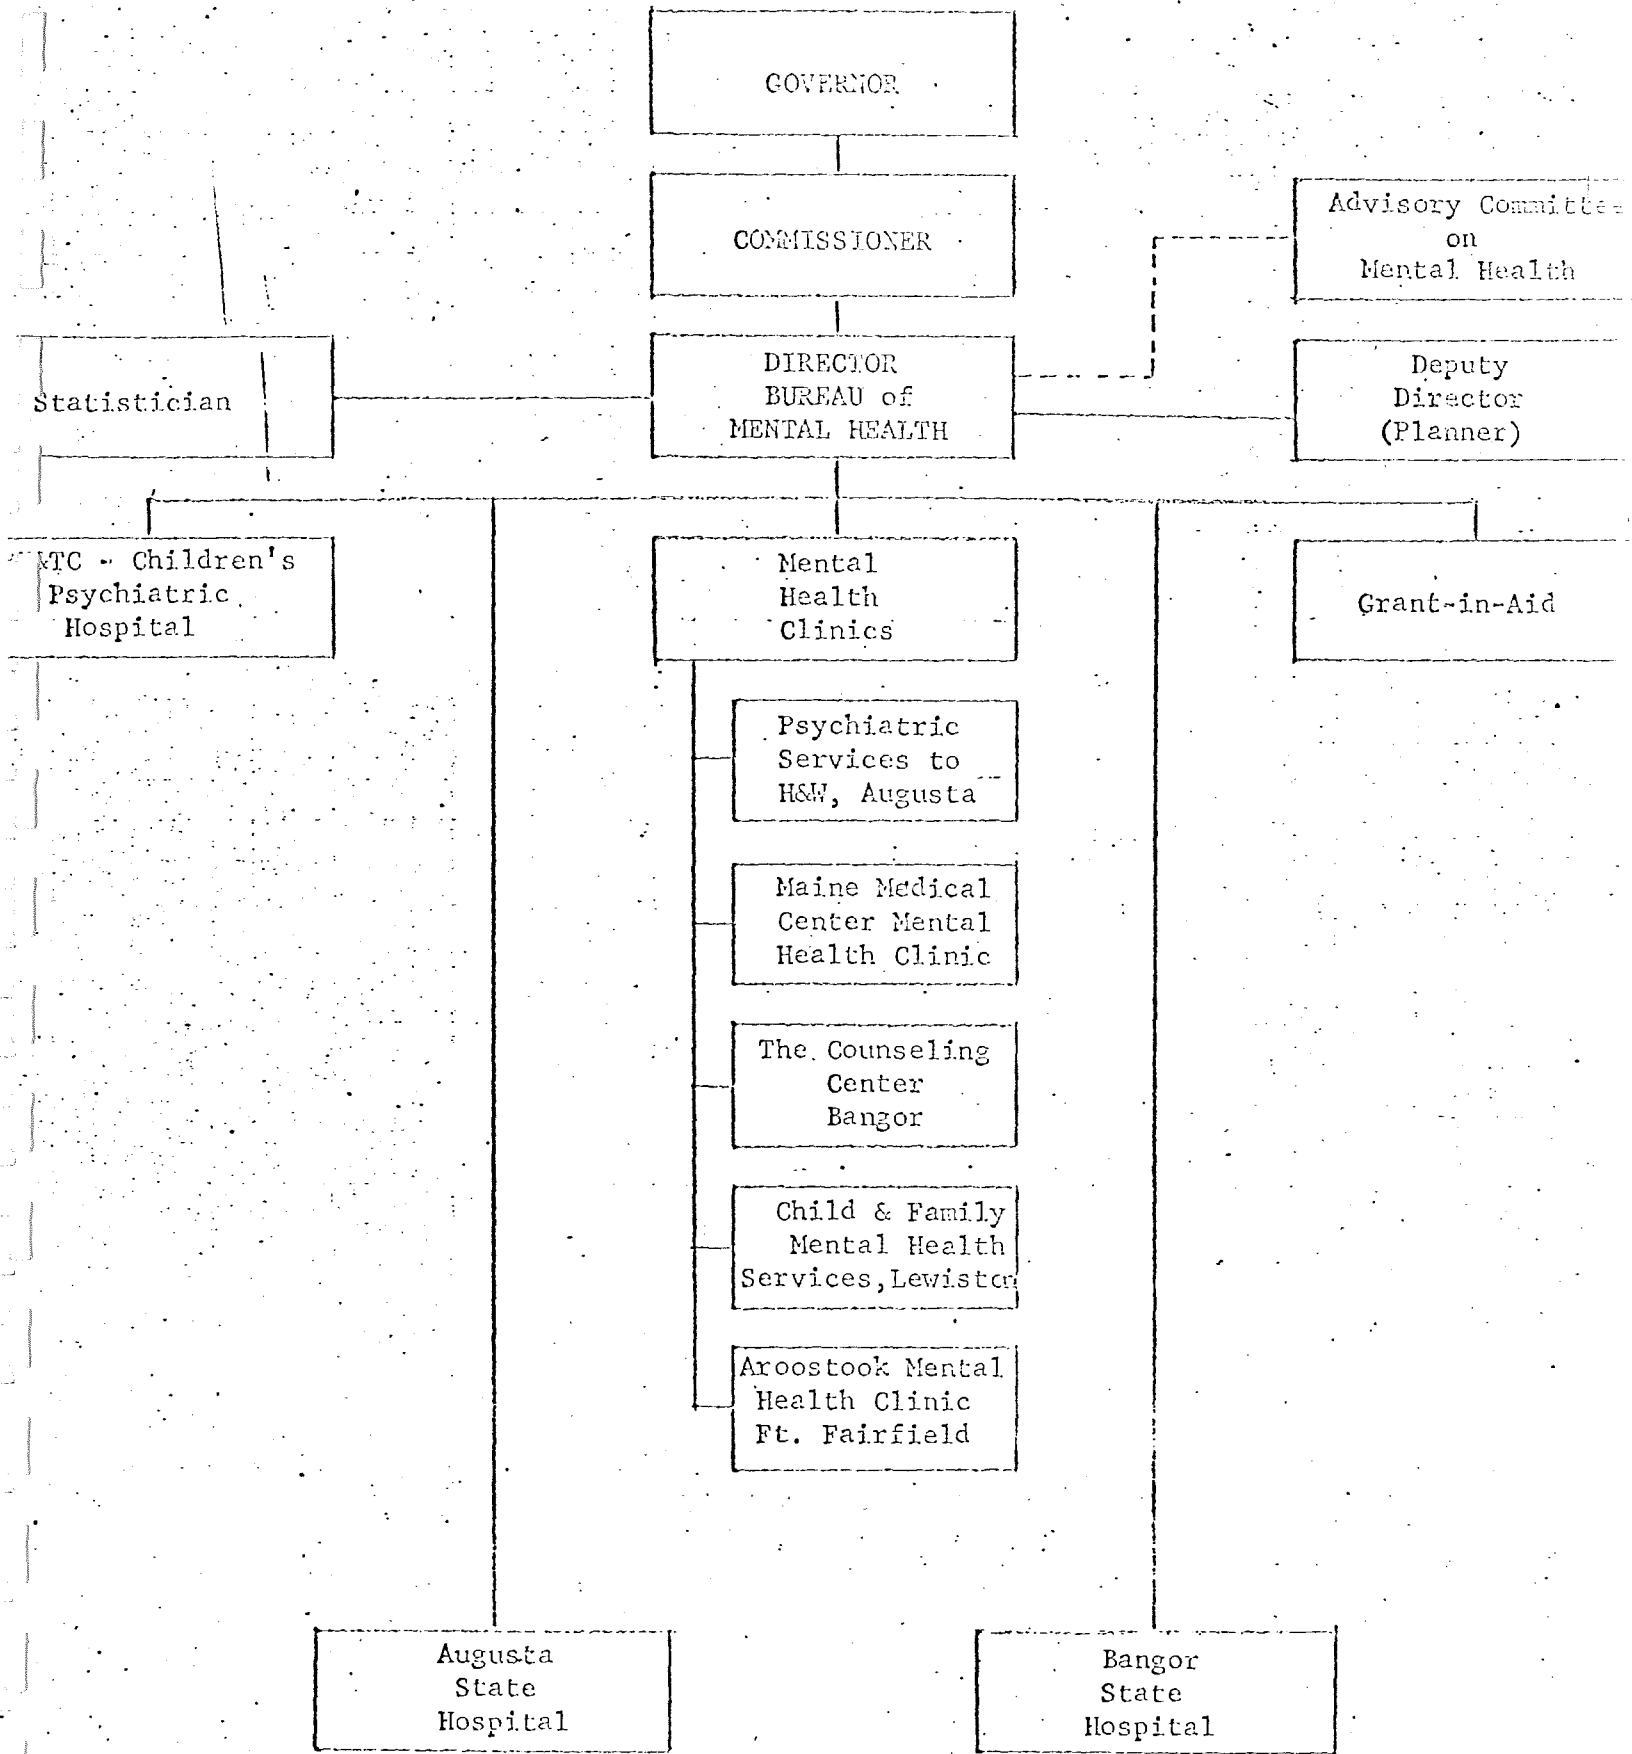 GOVERNOR
COMMISSIONER
Advisory Committee
on
Mental Health
Statistician
DIRECTOR
BUREAU of
MENTAL HEALTH
Deputy
Director
(Planner)
- Children's
Psychiatric
Hospital
Mental
Health
Clinics
Grant-in-Aid
Psychiatric
Services to
H&W, Augusta
Maine Medical
Center Mental
Health Clinic
The Counseling
Center
Bangor
Child & Family
Mental Health
Services, Lewiston
Aroostook Mental
Health Clinic
Ft. Fairfield
Augusta
State
Hospital
Bangor
State
Hospital